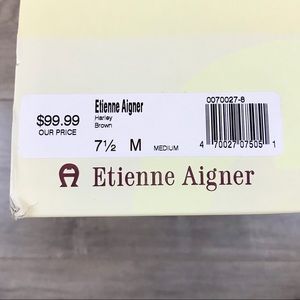 $99.99
OUR PRICE
Etienne Aigner
Harley
Brown
7½ M MEDIUM
0070027-8
4 70027 07505 1
Etienne Aigner